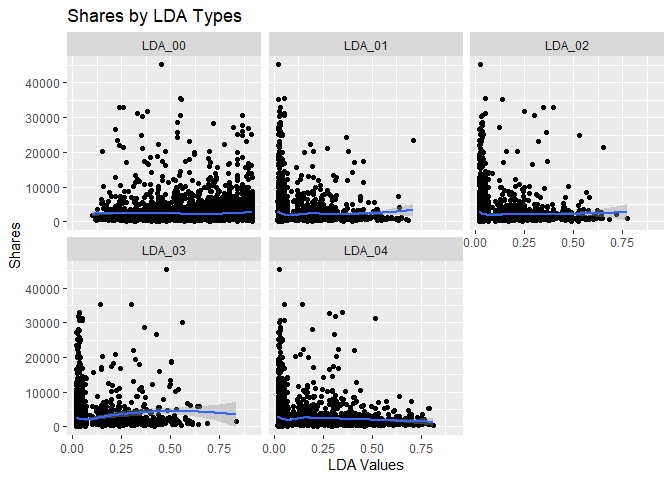 Shares by LDA Types
LDA_00
LDA_01
LDA_02
40000
30000
20000
10000
0
0.00 0.25 0.50 0.75
LDA_03
LDA_04
40000
30000
20000
10000
0
0.00 0.25 0.50 0.75
0.00 0.25 0.50 0.75
Shares
LDA Values